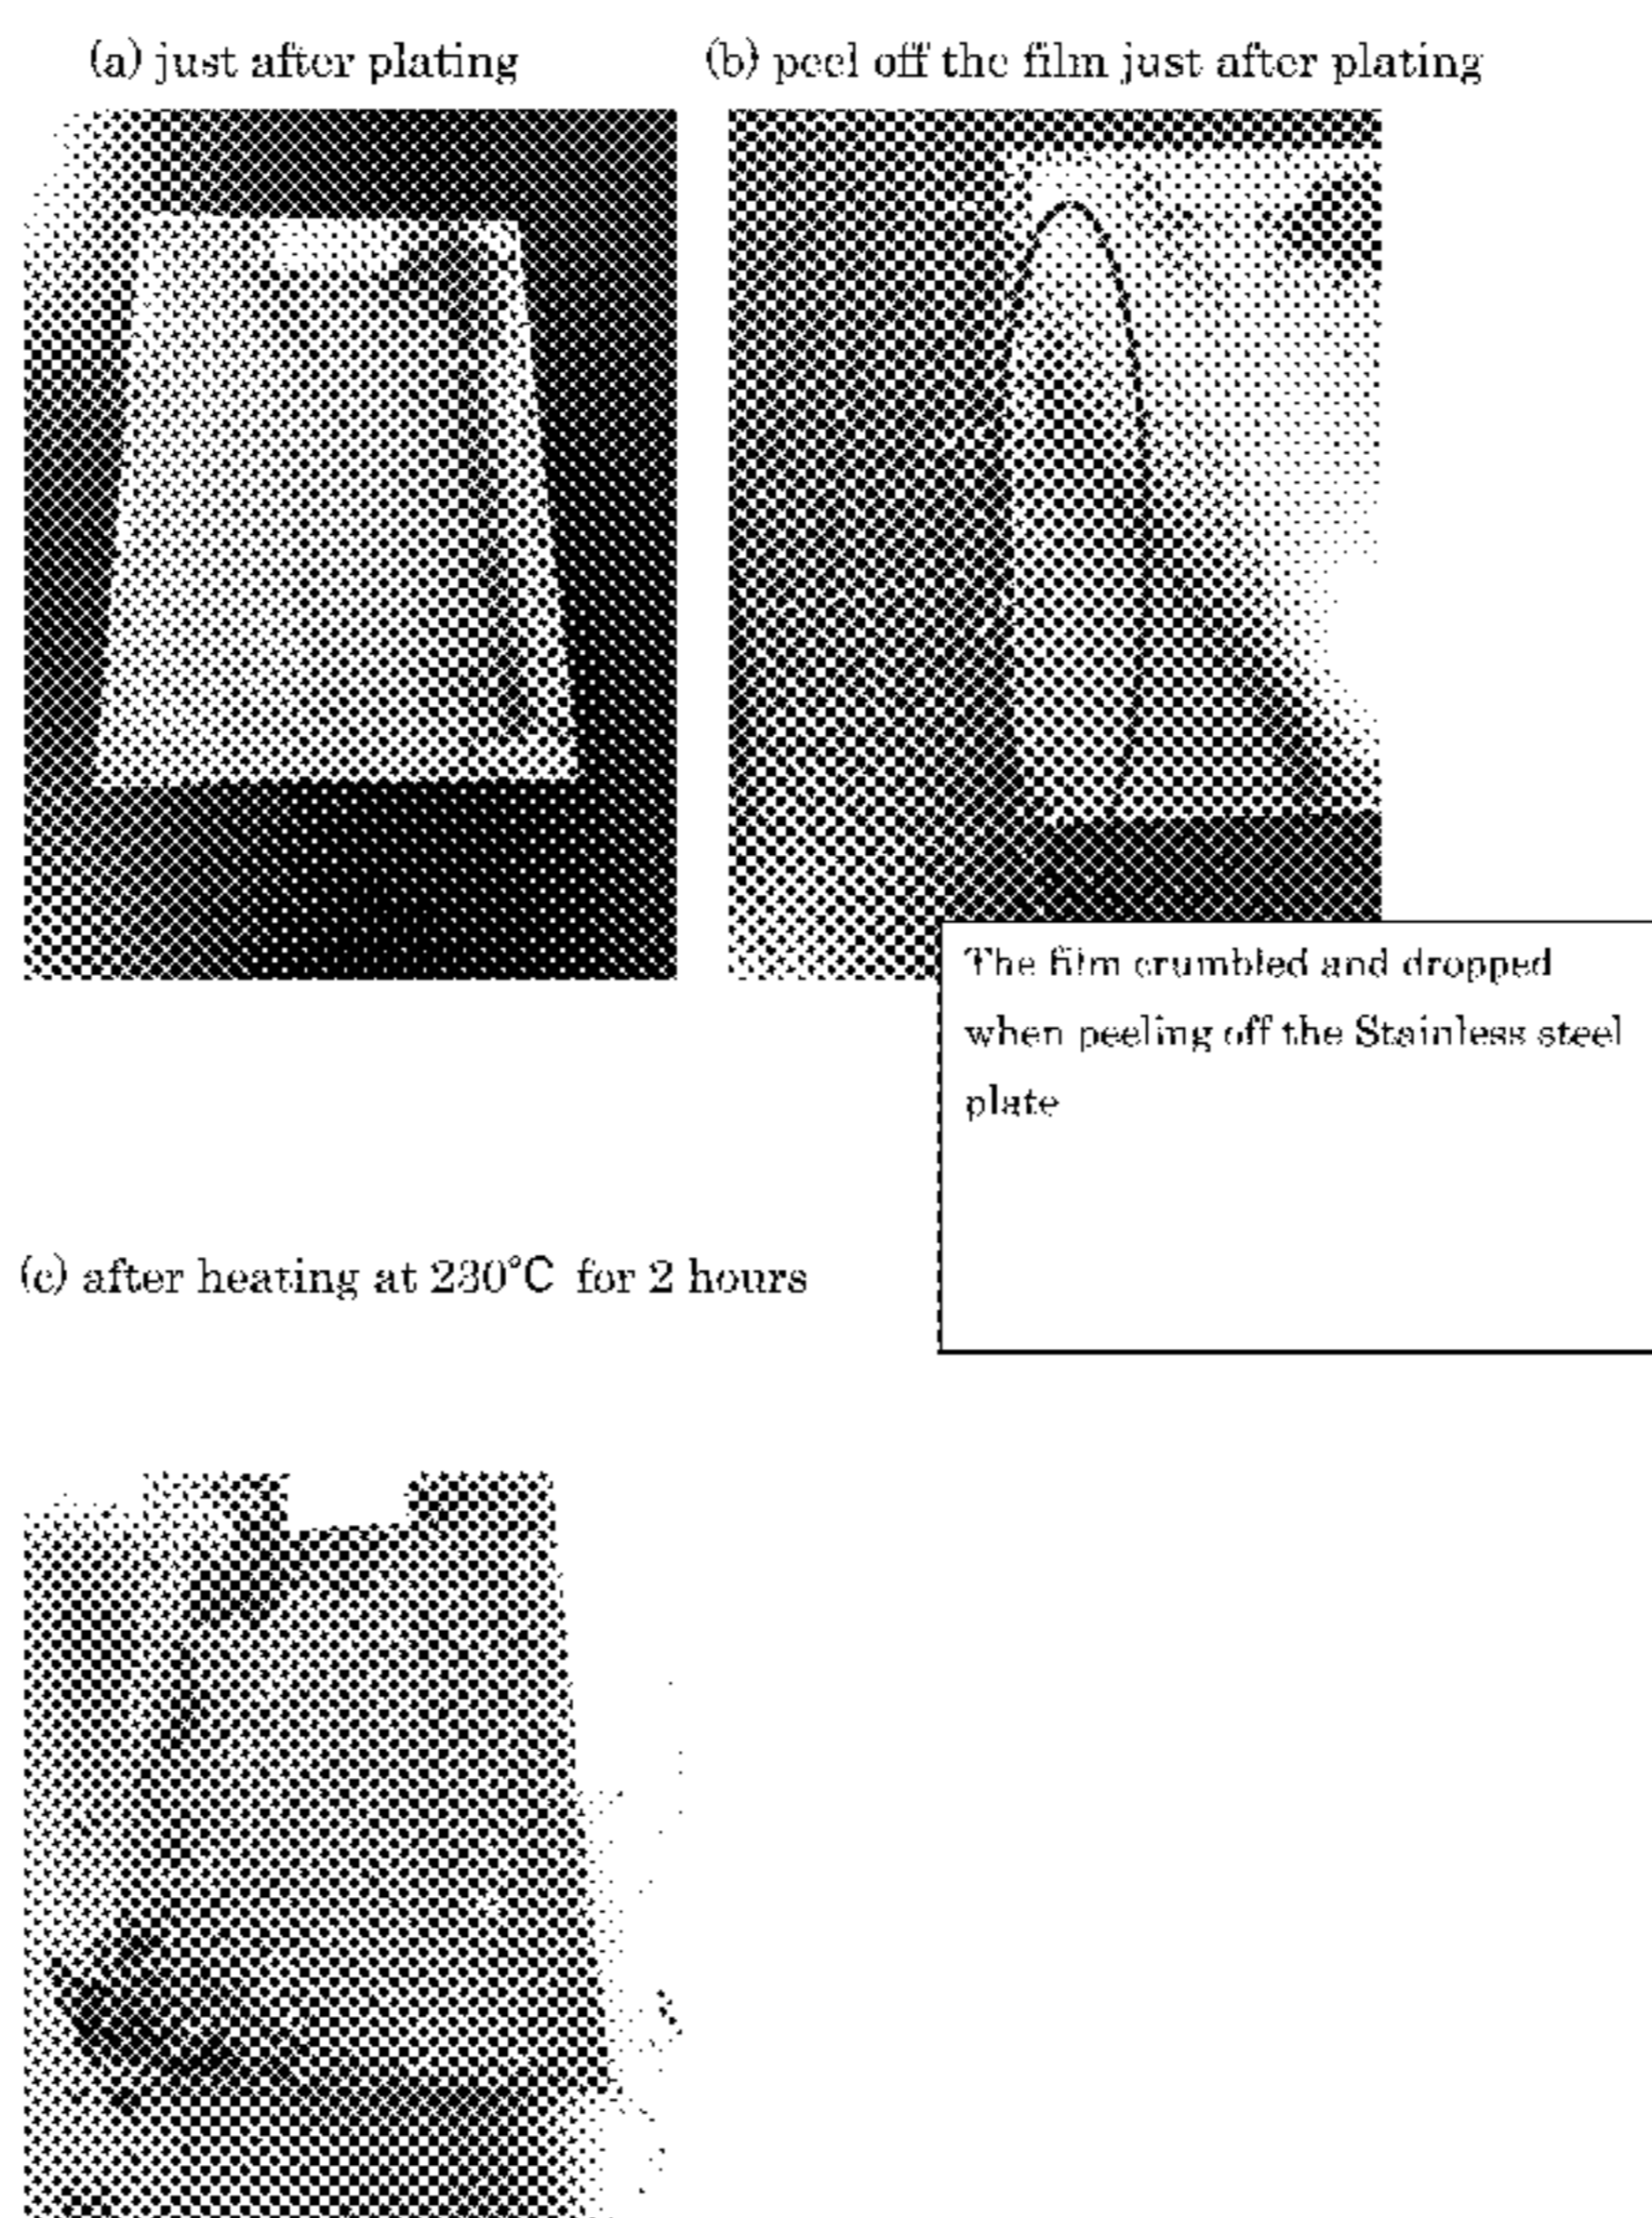 (a) just after plating
(b) peel off the film just after plating
The film crumbled and dropped
when peeling off the Stainless steel
plate
(c) after heating at 230°C for 2 hours